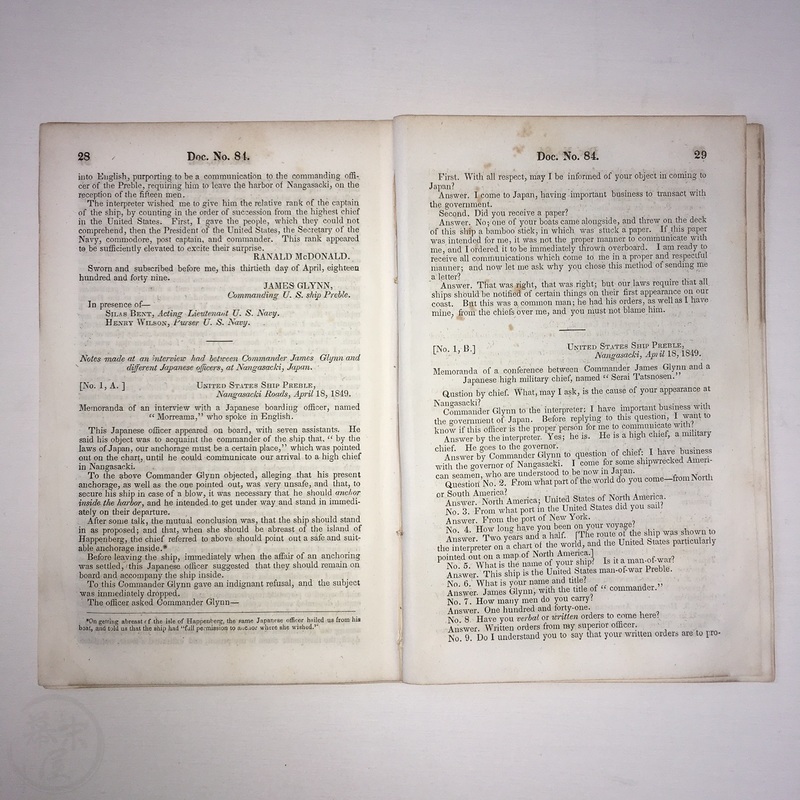 28 Doc. No. 84.
into English, purporting to be a communication to the commanding offi-
cer of the Preble, requiring him to leave the harbor of Nangasacki, on the
reception of the fifteen men.
The interpreter wished me to give him the relative rank of the captain
of the ship, by counting in the order of succession from the highest chief
in the United States. First, I gave the people, which they could not
comprehend, then the President of the United States, the Secretary of the
Navy, commodore, post captain, and commander. This rank appeared
to be sufficiently elevated to excite their surprise.
RANALD McDONALD.
Sworn and subscribed before me, this thirtieth day of April, eighteen
hundred and forty nine.
JAMES GLYNN,
Commanding U. S. ship Preble.
In presence of—
SILAS BENT, Acting Lieutenant U. S. Navy.
HENRY WILSON, Purser U. S. Navy.
Notes made at an interview had between Commander James Glynn and
different Japanese officers, at Nangasacki, Japan.
[No. 1, A.] UNITED STATES SHIP PREBLE,
Nangasacki Roads, April 18, 1849.
Memoranda of an interview with a Japanese boarding officer, named
"Morreama," who spoke in English.
This Japanese officer appeared on board, with seven assistants. He
said his object was to acquaint the commander of the ship that, "by the
laws of Japan, our anchorage must be a certain place," which was pointed
out on the chart, until he could communicate our arrival to a high chief
in Nangasacki.
To the above Commander Glynn objected, alleging that his present
anchorage, as well as the one pointed out, was very unsafe, and that, to
secure his ship in case of a blow, it was necessary that he should anchor
inside the harbor, and he intended to get under way and stand in immedi-
ately on their departure.
After some talk, the mutual conclusion was, that the ship should stand
in as proposed; and that, when she should be abreast of the island of
Happenberg, the chief referred to above should point out a safe and suit-
able anchorage inside.*
Before leaving the ship, immediately when the affair of an anchoring
was settled, this Japanese officer suggested that they should remain on
board and accompany the ship inside.
To this Commander Glynn gave an indignant refusal, and the subject
was immediately dropped.
The officer asked Commander Glynn—
*On getting abreast of the isle of Happenberg, the same Japanese officer hailed us from his
boat, and told us that the ship had "full permission to anchor where she wished."
Doc. No. 84. 29
First. With all respect, may I be informed of your object in coming to
Japan?
Answer. I come to Japan, having important business to transact with
the government.
Second. Did you receive a paper?
Answer. No; one of your boats came alongside, and threw on the deck
of this ship a bamboo stick, in which was stuck a paper. If this paper
was intended for me, it was not the proper manner to communicate with
me, and I ordered it to be immediately thrown overboard. I am ready to
receive all communications which come to me in a proper and respectful
manner; and now let me ask why you chose this method of sending me
a letter?
Answer. That was right, that was right; but our laws require that all
ships should be notified of certain things on their first appearance on our
coast. But this was a common man; he had his orders, as well as I have
mine, from the chiefs over me, and you must not blame him.
[No. 1, B.] UNITED STATES SHIP PREBLE,
Nangasacki, April 18, 1849.
Memoranda of a conference between Commander James Glynn and a
Japanese high military chief, named "Serai Tatsnosen."
Qustion by chief. What, may I ask, is the cause of your appearance at
Nangasacki?
Commander Glynn to the interpreter: I have important business with
the government of Japan. Before replying to this question, I want to
know if this officer is the proper person for me to communicate with?
Answer by the interpreter. Yes; he is. He is a high chief, a military
chief. He goes to the governor.
Answer by Commander Glynn to question of chief: I have business
with the governor of Nangasacki. I come for some shipwrecked Ameri-
can seamen, who are understood to be now in Japan.
Question No. 2. From what part of the world do you come—from North
or South America?
Answer. North America; United States of North America.
No. 3. From what port in the United States did you sail?
Answer. From the port of New York.
No. 4. How long have you been on your voyage?
Answer. Two years and a half. [The route of the ship was shown to
the interpreter on a chart of the world, and the United States particularly
pointed out on a map of North America.]
No. 5. What is the name of your ship? Is it a man-of-war?
Answer. This ship is the United States man-of-war Preble.
No. 6. What is your name and title?
Answer. James Glynn, with the title of "commander."
No. 7. How many men do you carry?
Answer. One hundred and forty-one.
No. 8. Have you verbal or written orders to come here?
Answer. Written orders from my superior officer.
No. 9. Do I understand you to say that your written orders are to pro-